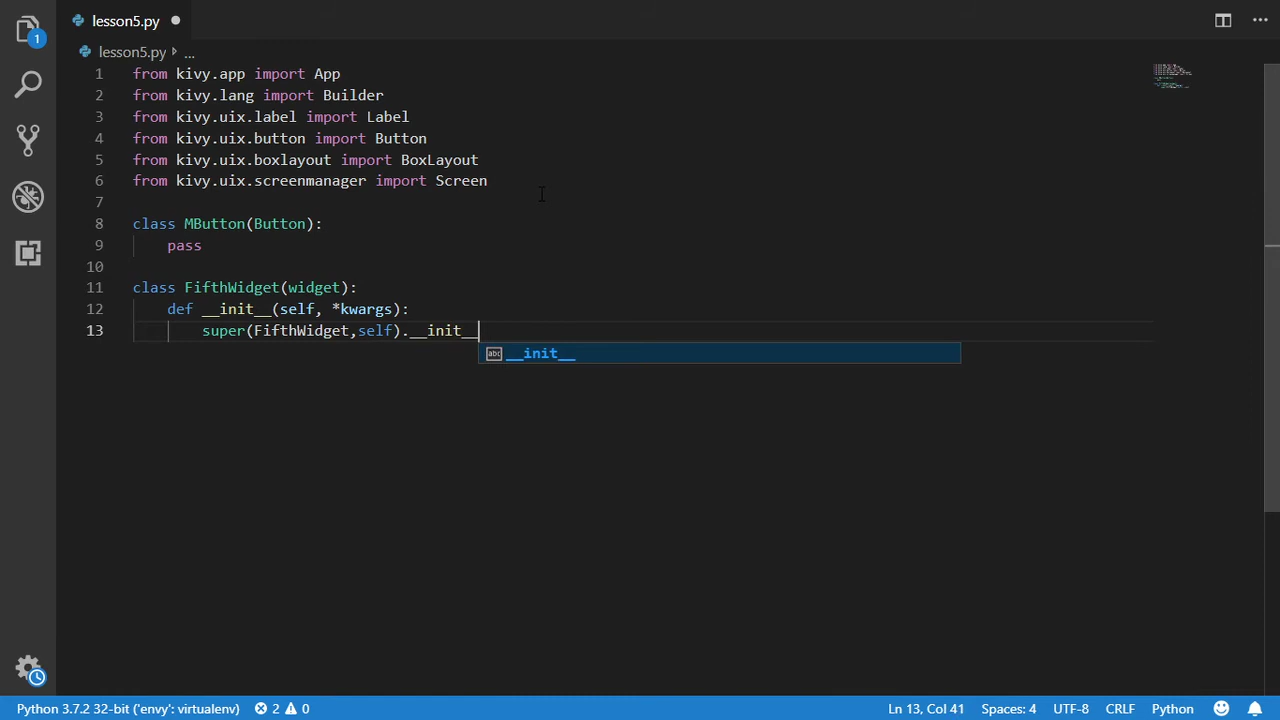 lesson5.py ●
1
lesson5.py ...
1 from kivy.app import App
2 from kivy.lang import Builder
3 from kivy.uix.label import Label
4 from kivy.uix.button import Button
5 from kivy.uix.boxlayout import BoxLayout
6 from kivy.uix.screenmanager import Screen
7
8 class MButton(Button):
9 pass
10
11 class FifthWidget(widget):
12 def __init__(self, *kwargs):
13 super(FifthWidget,self).__init__
abc __init__
Python 3.7.2 32-bit ('envy': virtualenv) 2 0 Ln 13, Col 41 Spaces: 4 UTF-8 CRLF Python